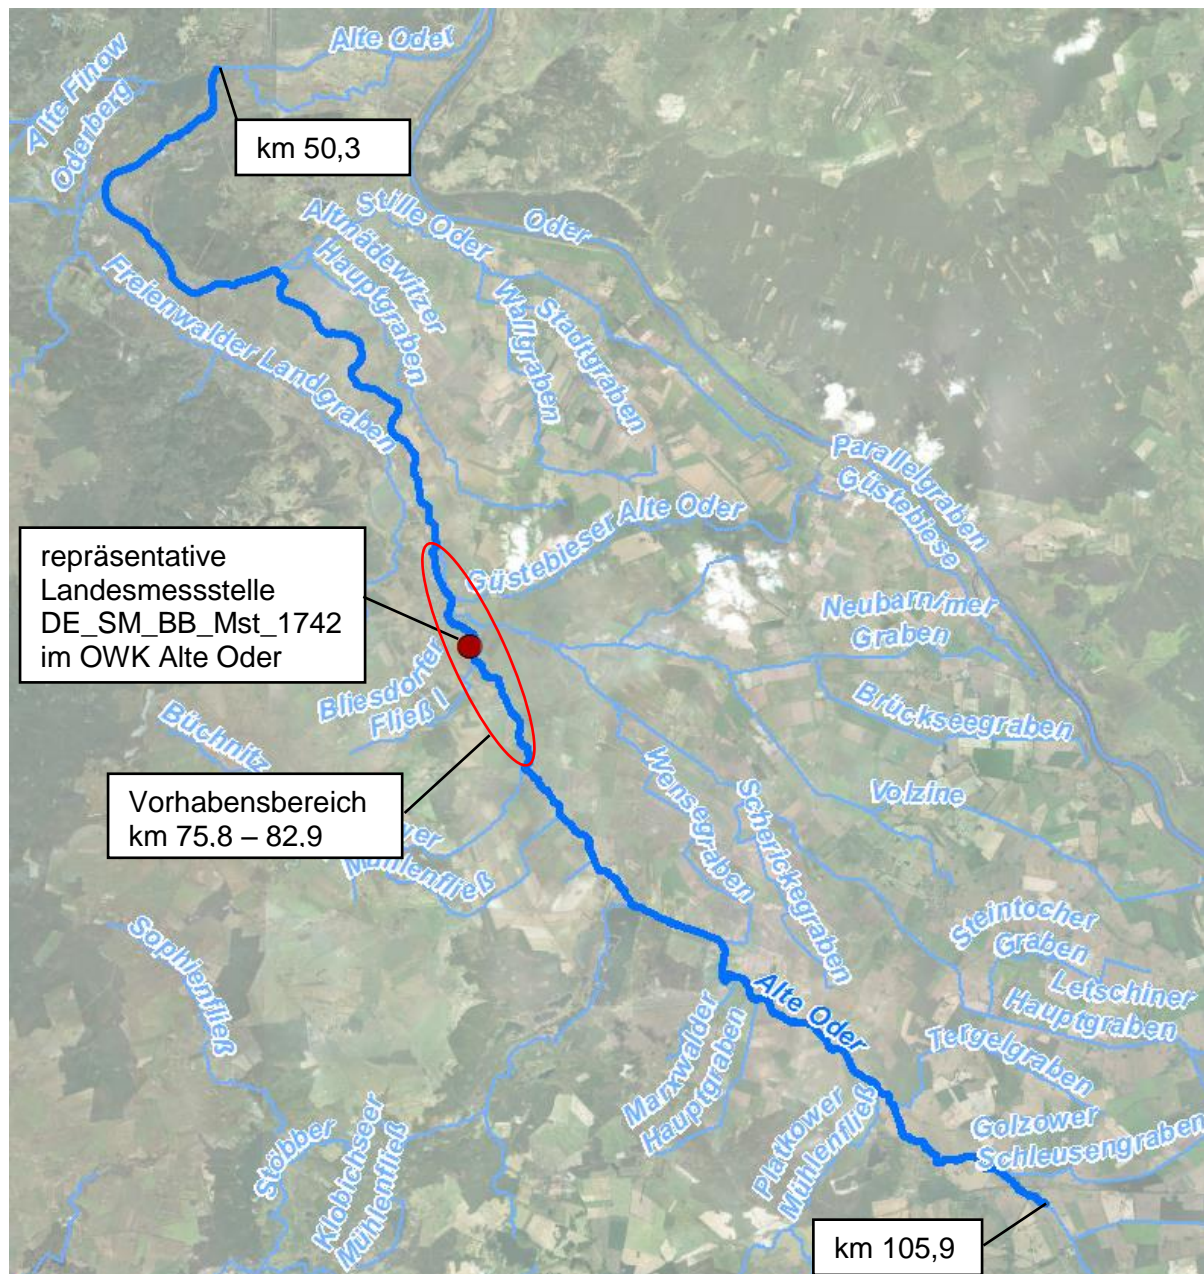 Alte Oder
Alte Finow
Oderberg
km 50,3
Stille Oder
Oder
Altmädewitzer
Hauptgraben
Freienwalder Landgraben
Wallgraben
Stadtgraben
Parallelgraben
Güstebiese
Güstebieser Alte Oder
repräsentative
Landesmessstelle
DE_SM_BB_Mst_1742
im OWK Alte Oder
Neubarnimer
Graben
Bliesdorfer
Fließ I
Brückseegraben
Büchnitz
Vorhabensbereich
km 75,8 – 82,9
Mühlenfließ
Wensegraben
Scherickegraben
Volzine
Sophienfließ
Steintocher
Graben
Letschiner
Hauptgraben
Alte Oder
Tergelgraben
Marxwalder
Hauptgraben
Platkower
Mühlenfließ
Golzower
Schleusengraben
Stöbber
Klobichseer
Mühlenfließ
km 105,9